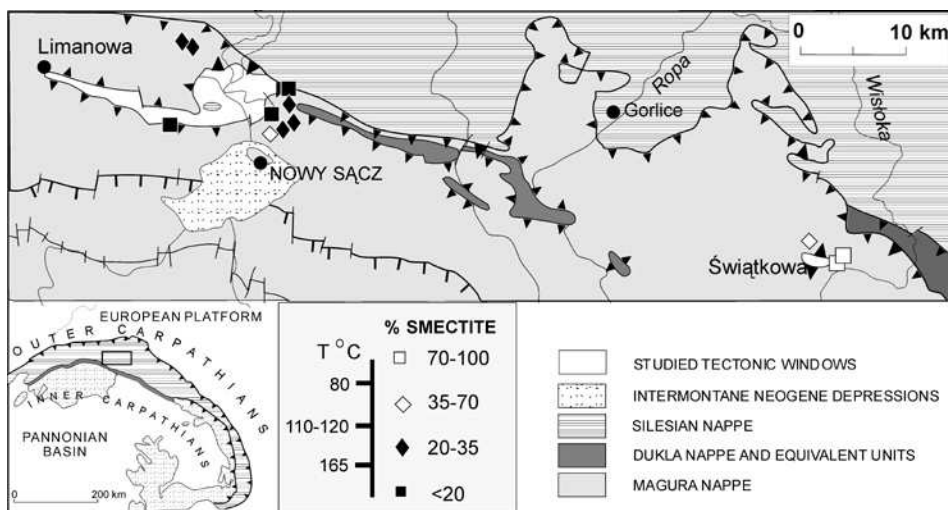 0 10 km
Limanowa
Ropa
Wisłoka
Gorlice
NOWY SĄCZ
Świątkowa
EUROPEAN PLATFORM
OUTER CARPATHIANS
INNER CARPATHIANS
PANNONIAN
BASIN
0 200 km
% SMECTITE
T °C
70-100
80
35-70
110-120
20-35
165
<20
STUDIED TECTONIC WINDOWS
INTERMONTANE NEOGENE DEPRESSIONS
SILESIAN NAPPE
DUKLA NAPPE AND EQUIVALENT UNITS
MAGURA NAPPE